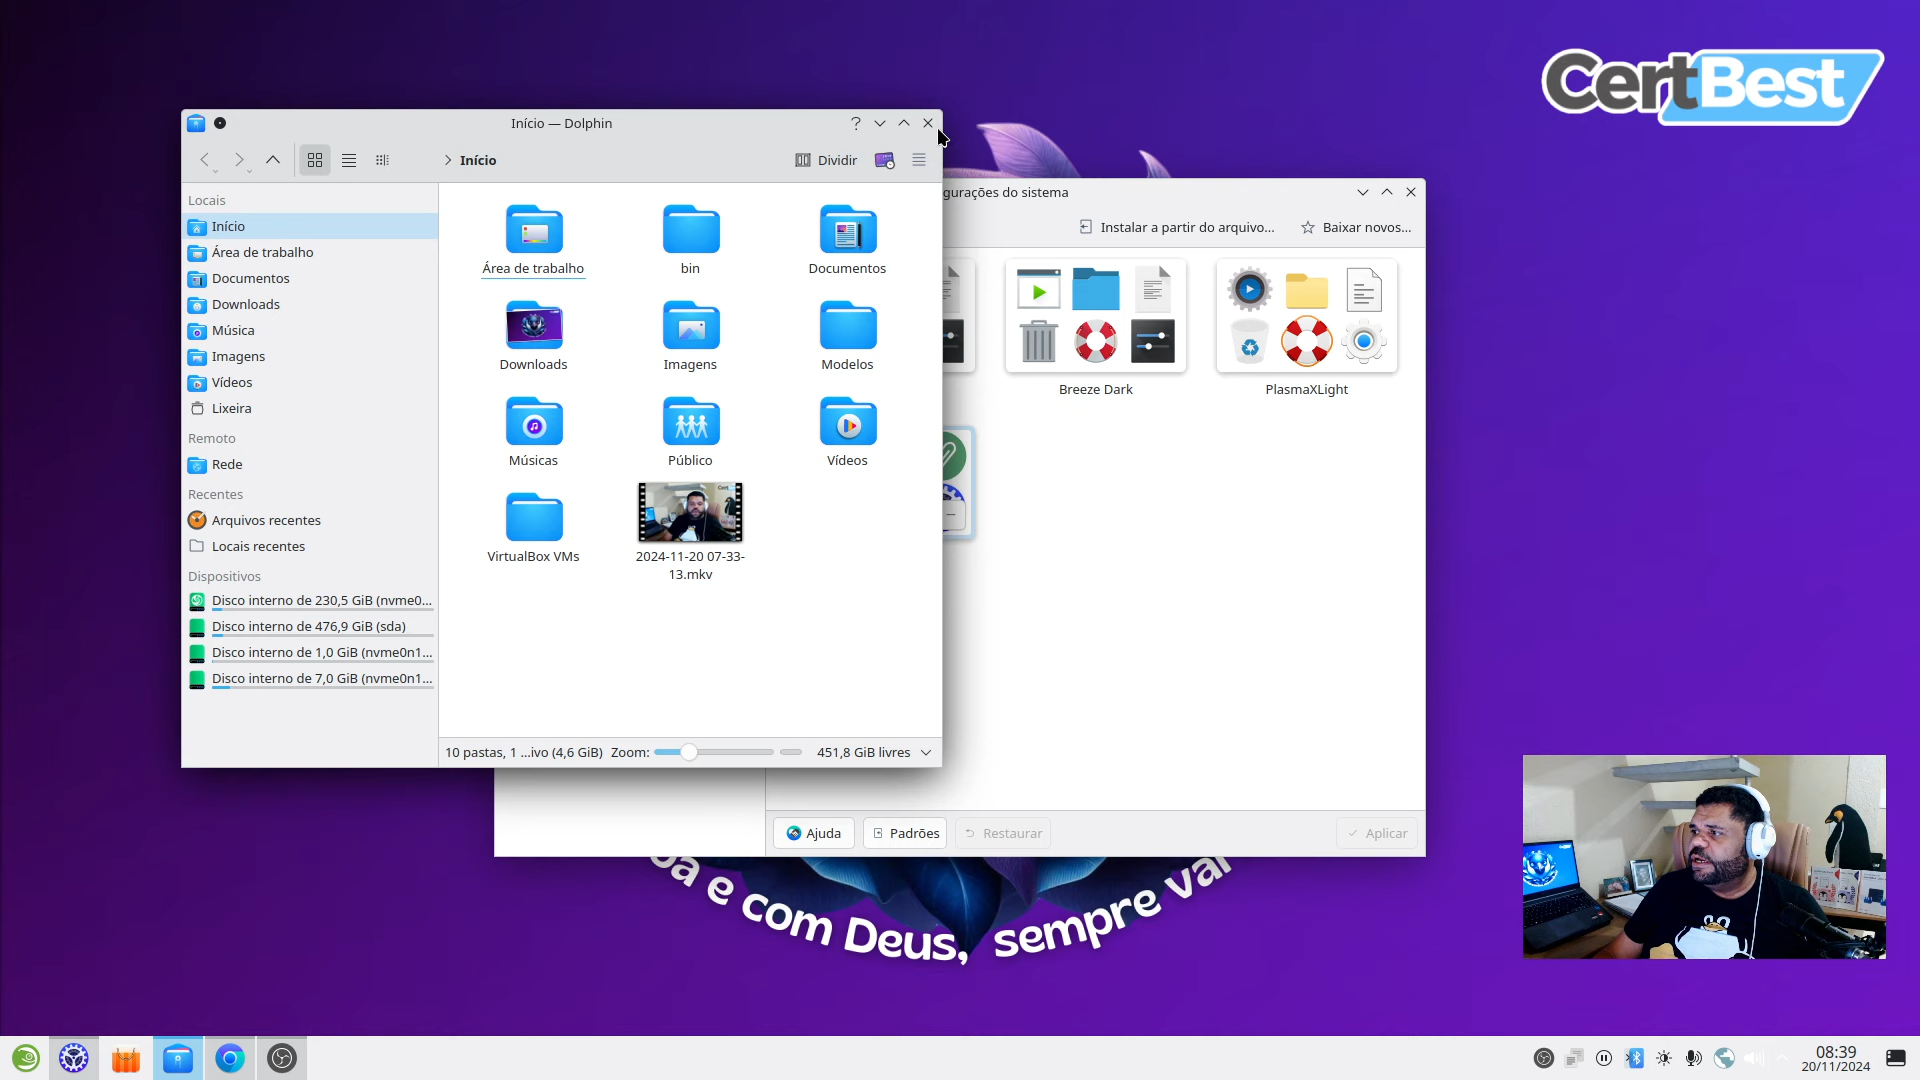 CertBest
Início — Dolphin
Início
Dividir
Locais
Início
Área de trabalho
Documentos
Downloads
Música
Imagens
Vídeos
Lixeira
Remoto
Rede
Recentes
Arquivos recentes
Locais recentes
Dispositivos
Disco interno de 230,5 GiB (nvme0...
Disco interno de 476,9 GiB (sda)
Disco interno de 1,0 GiB (nvme0n1...
Disco interno de 7,0 GiB (nvme0n1...
Área de trabalho
bin
Documentos
Downloads
Imagens
Modelos
Músicas
Público
Vídeos
VirtualBox VMs
2024-11-20 07-33-
13.mkv
10 pastas, 1 ...ivo (4,6 GiB)
Zoom:
451,8 GiB livres
gurações do sistema
Instalar a partir do arquivo...
Baixar novos...
Breeze Dark
PlasmaXLight
Ajuda
Padrões
Restaurar
Aplicar
e com Deus, sempre vai
08:39
20/11/2024